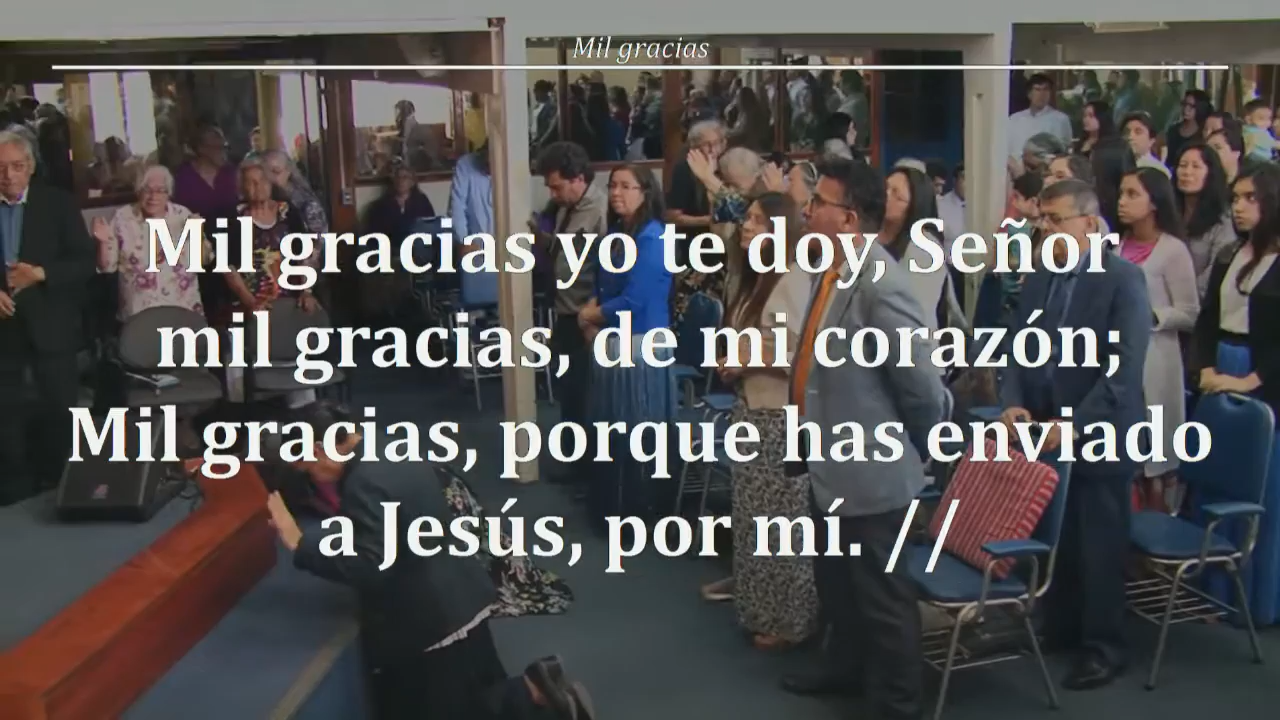 Mil gracias
Mil gracias yo te doy, Señor
mil gracias, de mi corazón;
Mil gracias, porque has enviado
a Jesús, por mí. //